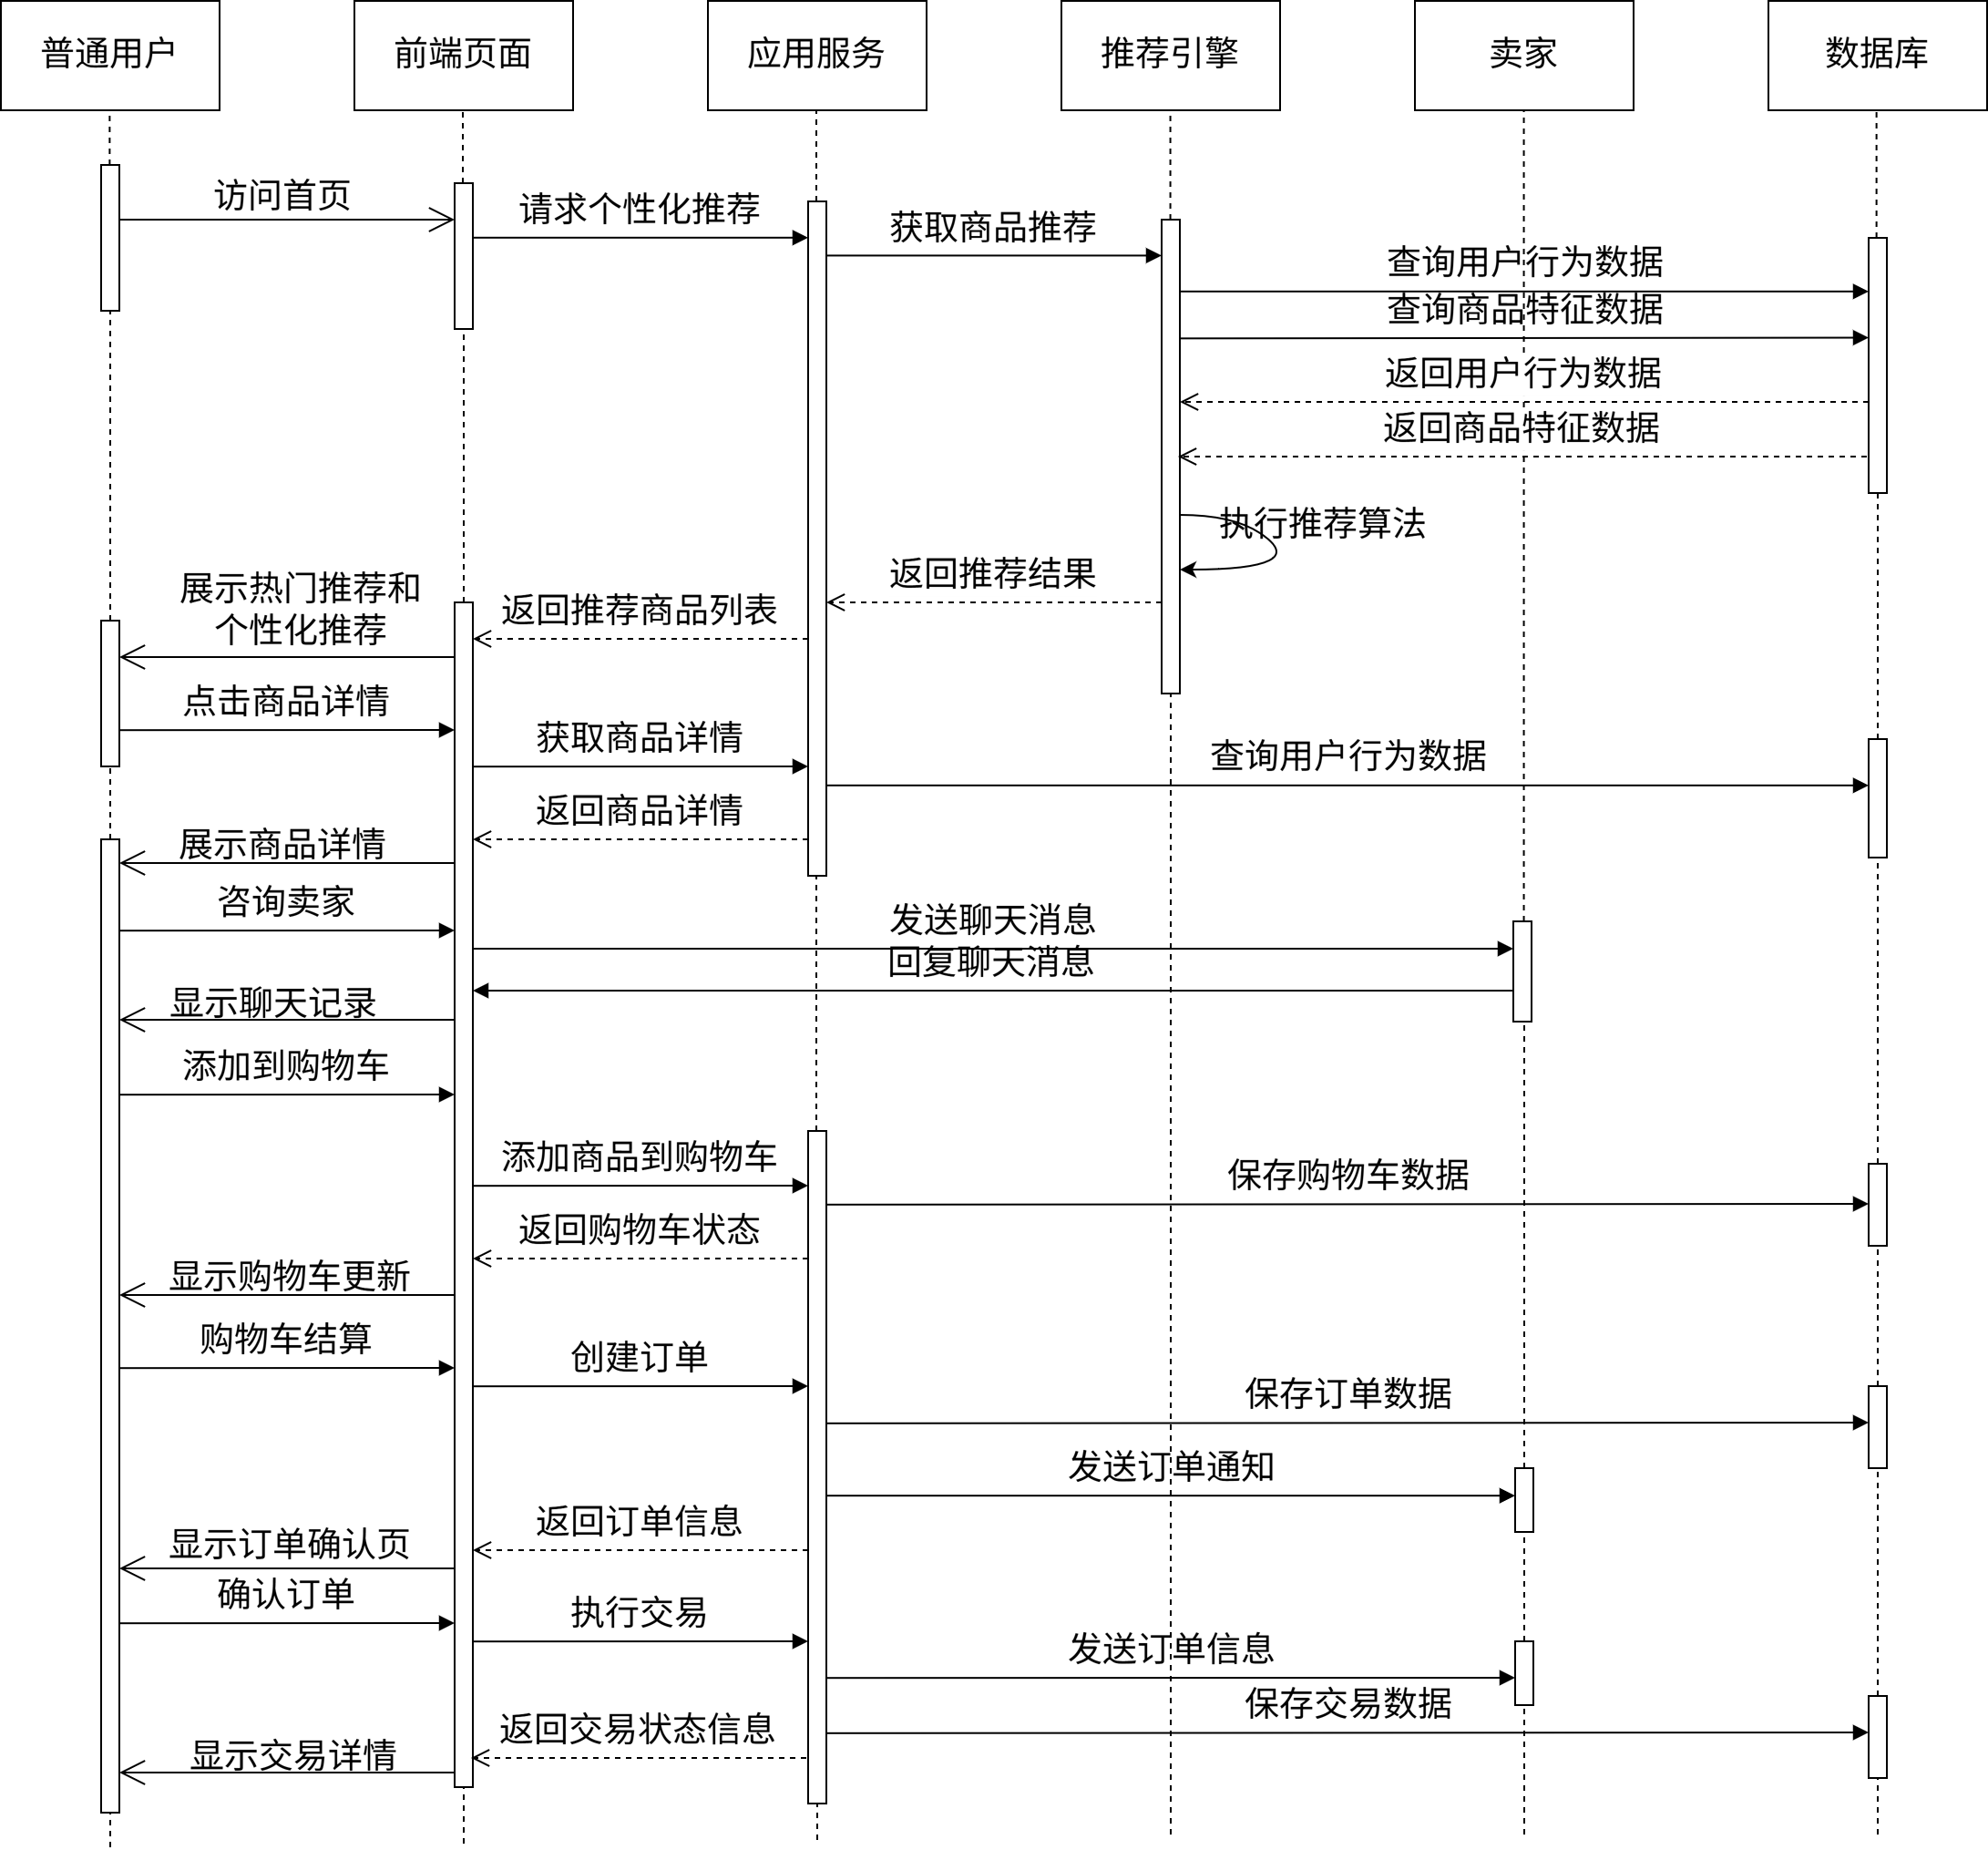 普通用户
前端页面
应用服务
推荐引擎
卖家
数据库
访问首页
请求个性化推荐
获取商品推荐
查询用户行为数据
查询商品特征数据
返回用户行为数据
返回商品特征数据
执行推荐算法
返回推荐结果
返回推荐商品列表
展示热门推荐和
个性化推荐
点击商品详情
获取商品详情
查询用户行为数据
返回商品详情
展示商品详情
咨询卖家
发送聊天消息
回复聊天消息
显示聊天记录
添加到购物车
添加商品到购物车
保存购物车数据
返回购物车状态
显示购物车更新
购物车结算
创建订单
保存订单数据
发送订单通知
返回订单信息
显示订单确认页
确认订单
执行交易
发送订单信息
保存交易数据
返回交易状态信息
显示交易详情